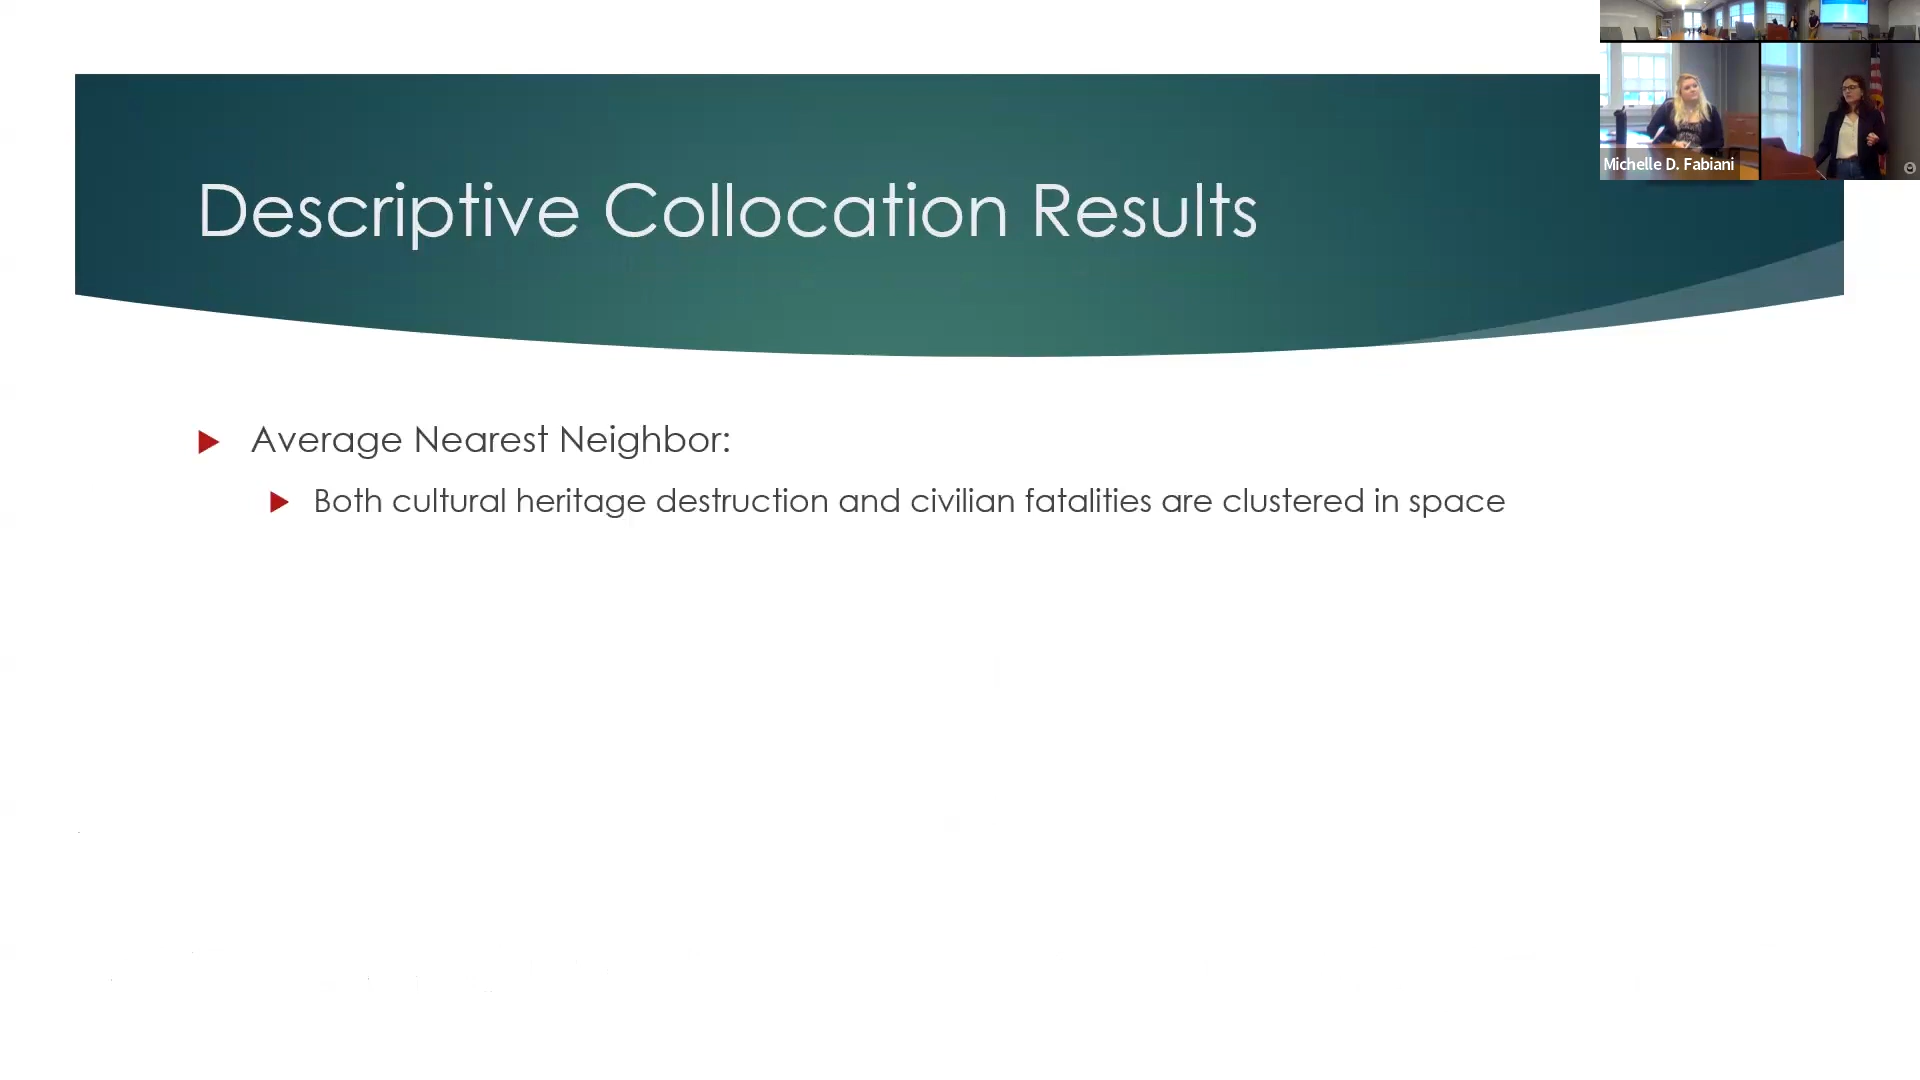 Michelle D. Fabiani
Descriptive Collocation Results
Average Nearest Neighbor:
Both cultural heritage destruction and civilian fatalities are clustered in space